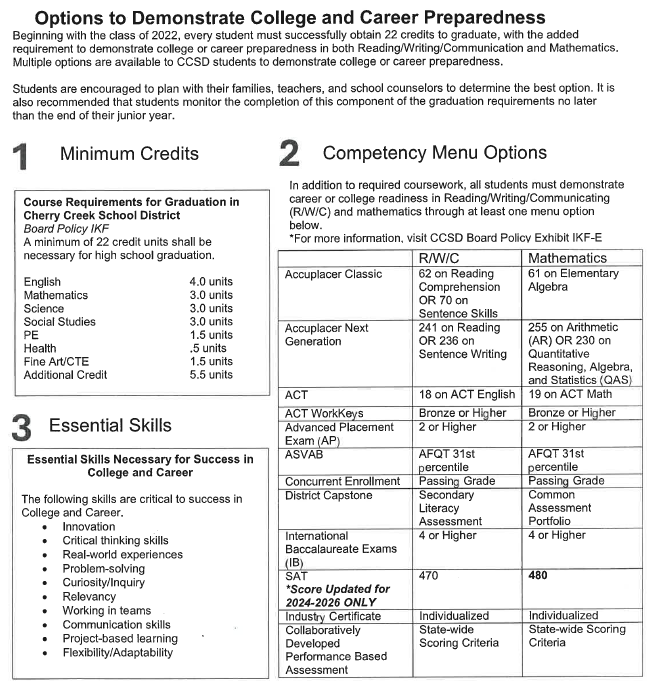 Options to Demonstrate College and Career Preparedness
Beginning with the class of 2022, every student must successfully obtain 22 credits to graduate, with the added
requirement to demonstrate college or career preparedness in both Reading/Writing/Communication and Mathematics.
Multiple options are available to CCSD students to demonstrate college or career preparedness.
Students are encouraged to plan with their families, teachers, and school counselors to determine the best option. It is
also recommended that students monitor the completion of this component of the graduation requirements no later
than the end of their junior year.
1 Minimum Credits
Course Requirements for Graduation in
Cherry Creek School District
Board Policy IKF
A minimum of 22 credit units shall be
necessary for high school graduation.
English 4.0 units
Mathematics 3.0 units
Science 3.0 units
Social Studies 3.0 units
PE 1.5 units
Health .5 units
Fine Art/CTE 1.5 units
Additional Credit 5.5 units
2 Competency Menu Options
In addition to required coursework, all students must demonstrate
career or college readiness in Reading/Writing/Communicating
(R/W/C) and mathematics through at least one menu option
below.
*For more information, visit CCSD Board Policy Exhibit IKF-E
R/W/C Mathematics
Accuplacer Classic 62 on Reading 61 on Elementary
Comprehension Algebra
OR 70 on
Sentence Skills
Accuplacer Next 241 on Reading 255 on Arithmetic
Generation OR 236 on (AR) OR 230 on
Sentence Writing Quantitative
Reasoning, Algebra,
and Statistics (QAS)
ACT 18 on ACT English 19 on ACT Math
ACT WorkKeys Bronze or Higher Bronze or Higher
Advanced Placement 2 or Higher 2 or Higher
Exam (AP)
ASVAB AFQT 31st AFQT 31st
percentile percentile
Concurrent Enrollment Passing Grade Passing Grade
District Capstone Secondary Common
Literacy Assessment
Assessment Portfolio
International 4 or Higher 4 or Higher
Baccalaureate Exams
(IB)
SAT 470 480
*Score Updated for
2024-2026 ONLY
Industry Certificate Individualized Individualized
Collaboratively State-wide State-wide Scoring
Developed Scoring Criteria Criteria
Performance Based
Assessment
3 Essential Skills
Essential Skills Necessary for Success in
College and Career
The following skills are critical to success in
College and Career.
• Innovation
• Critical thinking skills
• Real-world experiences
• Problem-solving
• Curiosity/Inquiry
• Relevancy
• Working in teams
• Communication skills
• Project-based learning
• Flexibility/Adaptability